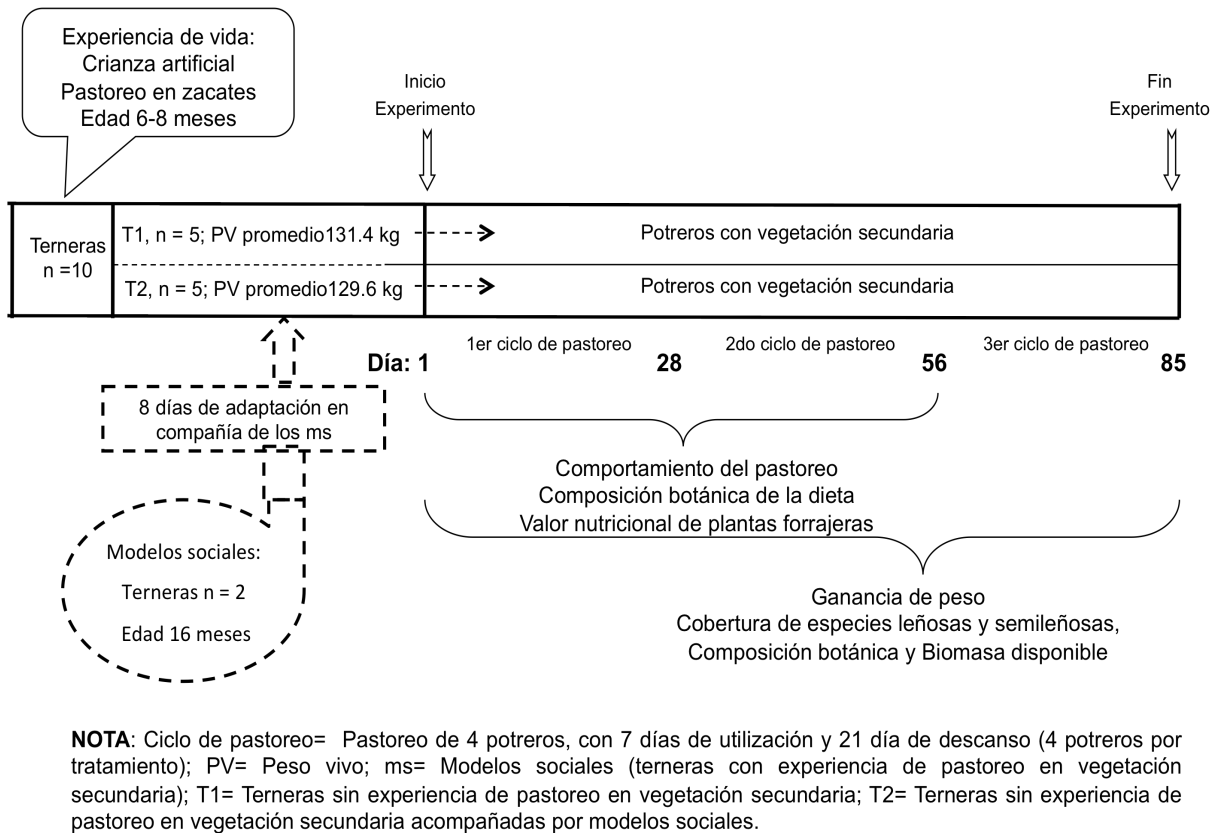 Experiencia de vida:
Crianza artificial
Pastoreo en zacates
Edad 6-8 meses
Inicio
Experimento
Fin
Experimento
Terneras
n =10
T1, n = 5; PV promedio131.4 kg
Potreros con vegetación secundaria
T2, n = 5; PV promedio129.6 kg
Potreros con vegetación secundaria
1er ciclo de pastoreo
2do ciclo de pastoreo
3er ciclo de pastoreo
Día: 1
28
56
85
8 días de adaptación en
compañía de los ms
Comportamiento del pastoreo
Composición botánica de la dieta
Valor nutricional de plantas forrajeras
Modelos sociales:
Terneras n = 2
Edad 16 meses
Ganancia de peso
Cobertura de especies leñosas y semileñosas,
Composición botánica y Biomasa disponible
NOTA: Ciclo de pastoreo= Pastoreo de 4 potreros, con 7 días de utilización y 21 día de descanso (4 potreros por
tratamiento); PV= Peso vivo; ms= Modelos sociales (terneras con experiencia de pastoreo en vegetación
secundaria); T1= Terneras sin experiencia de pastoreo en vegetación secundaria; T2= Terneras sin experiencia de
pastoreo en vegetación secundaria acompañadas por modelos sociales.